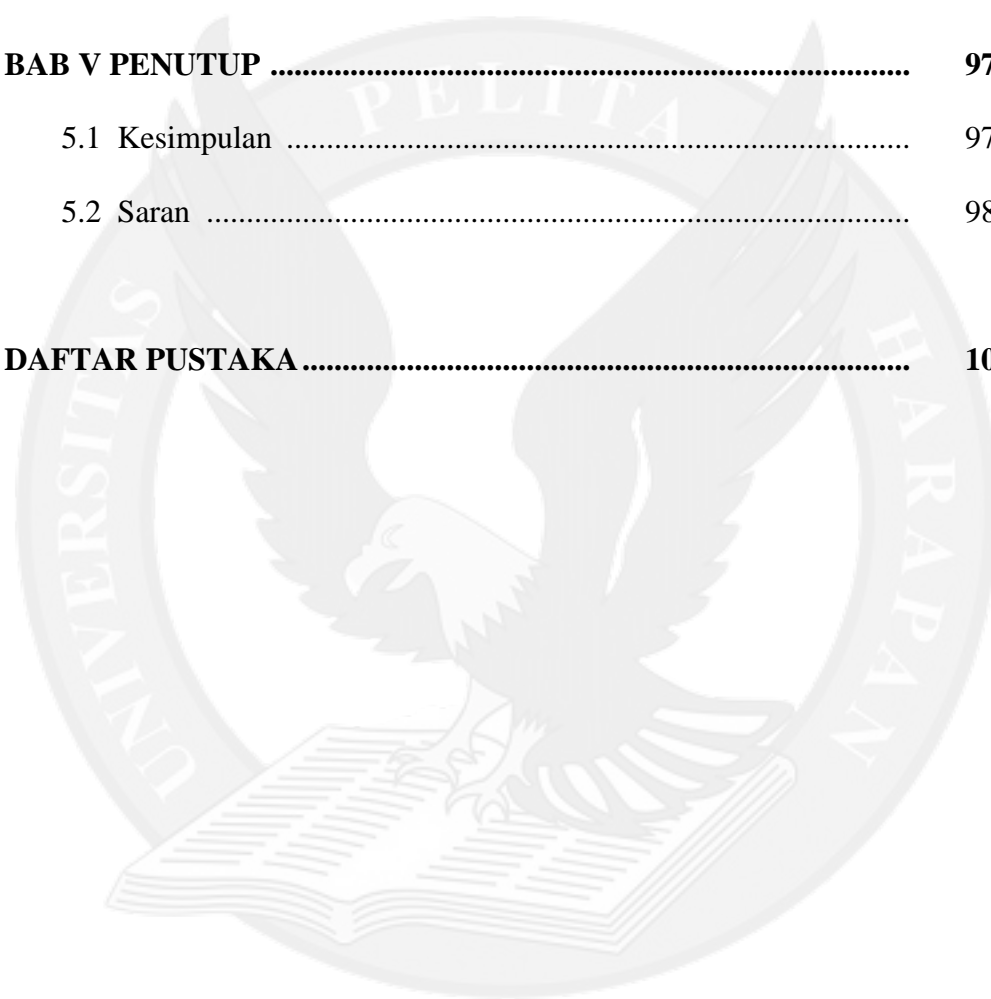 BAB V PENUTUP ................................................................................ 97
5.1 Kesimpulan .................................................................. 97
5.2 Saran .......................................................................... 98
DAFTAR PUSTAKA ................................................................ 10
UNIVERSITAS PELITA HARAPAN